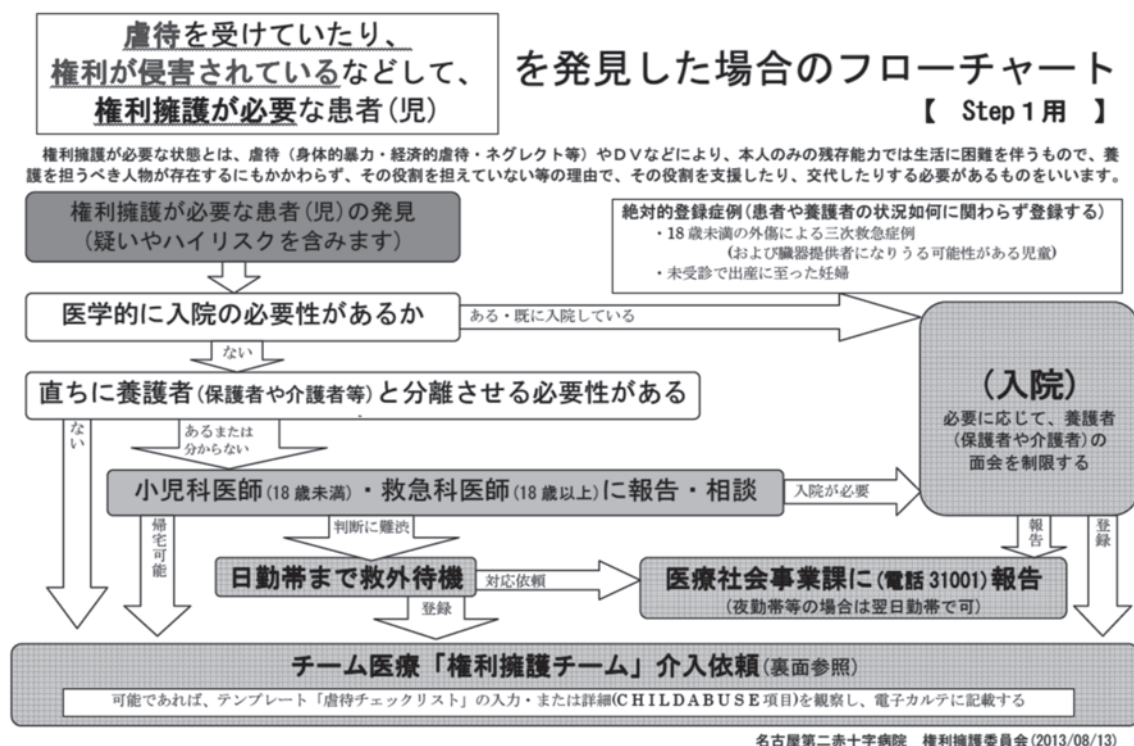 虐待を受けていたり、
権利が侵害されているなどして、
権利擁護が必要な患者(児)
を発見した場合のフローチャート
【 Step 1 用 】
権利擁護が必要な状態とは、虐待(身体的暴力・経済的虐待・ネグレクト等)やDVなどにより、本人のみの残存能力では生活に困難を伴うもので、養
護を担うべき人物が存在するにもかかわらず、その役割を担えていない等の理由で、その役割を支援したり、交代したりする必要があるものをいいます。
権利擁護が必要な患者(児)の発見
(疑いやハイリスクを含みます)
絶対的登録症例(患者や養護者の状況如何に関わらず登録する)
・18歳未満の外傷による三次救急症例
(および臓器提供者になりうる可能性がある児童)
・未受診で出産に至った妊婦
医学的に入院の必要性があるか
ある・既に入院している
ない
直ちに養護者(保護者や介護者等)と分離させる必要性がある
ない
あるまたは
分からない
(入院)
必要に応じて、養護者
(保護者や介護者)の
面会を制限する
小児科医師(18歳未満)・救急科医師(18歳以上)に報告・相談
入院が必要
帰宅可能
判断に難渋
報告
登録
日勤帯まで救外待機
対応依頼
医療社会事業課に(電話31001)報告
(夜勤帯等の場合は翌日勤帯で可)
登録
チーム医療「権利擁護チーム」介入依頼(裏面参照)
可能であれば、テンプレート「虐待チェックリスト」の入力・または詳細(CHILDABUSE項目)を観察し、電子カルテに記載する
名古屋第二赤十字病院 権利擁護委員会(2013/08/13)